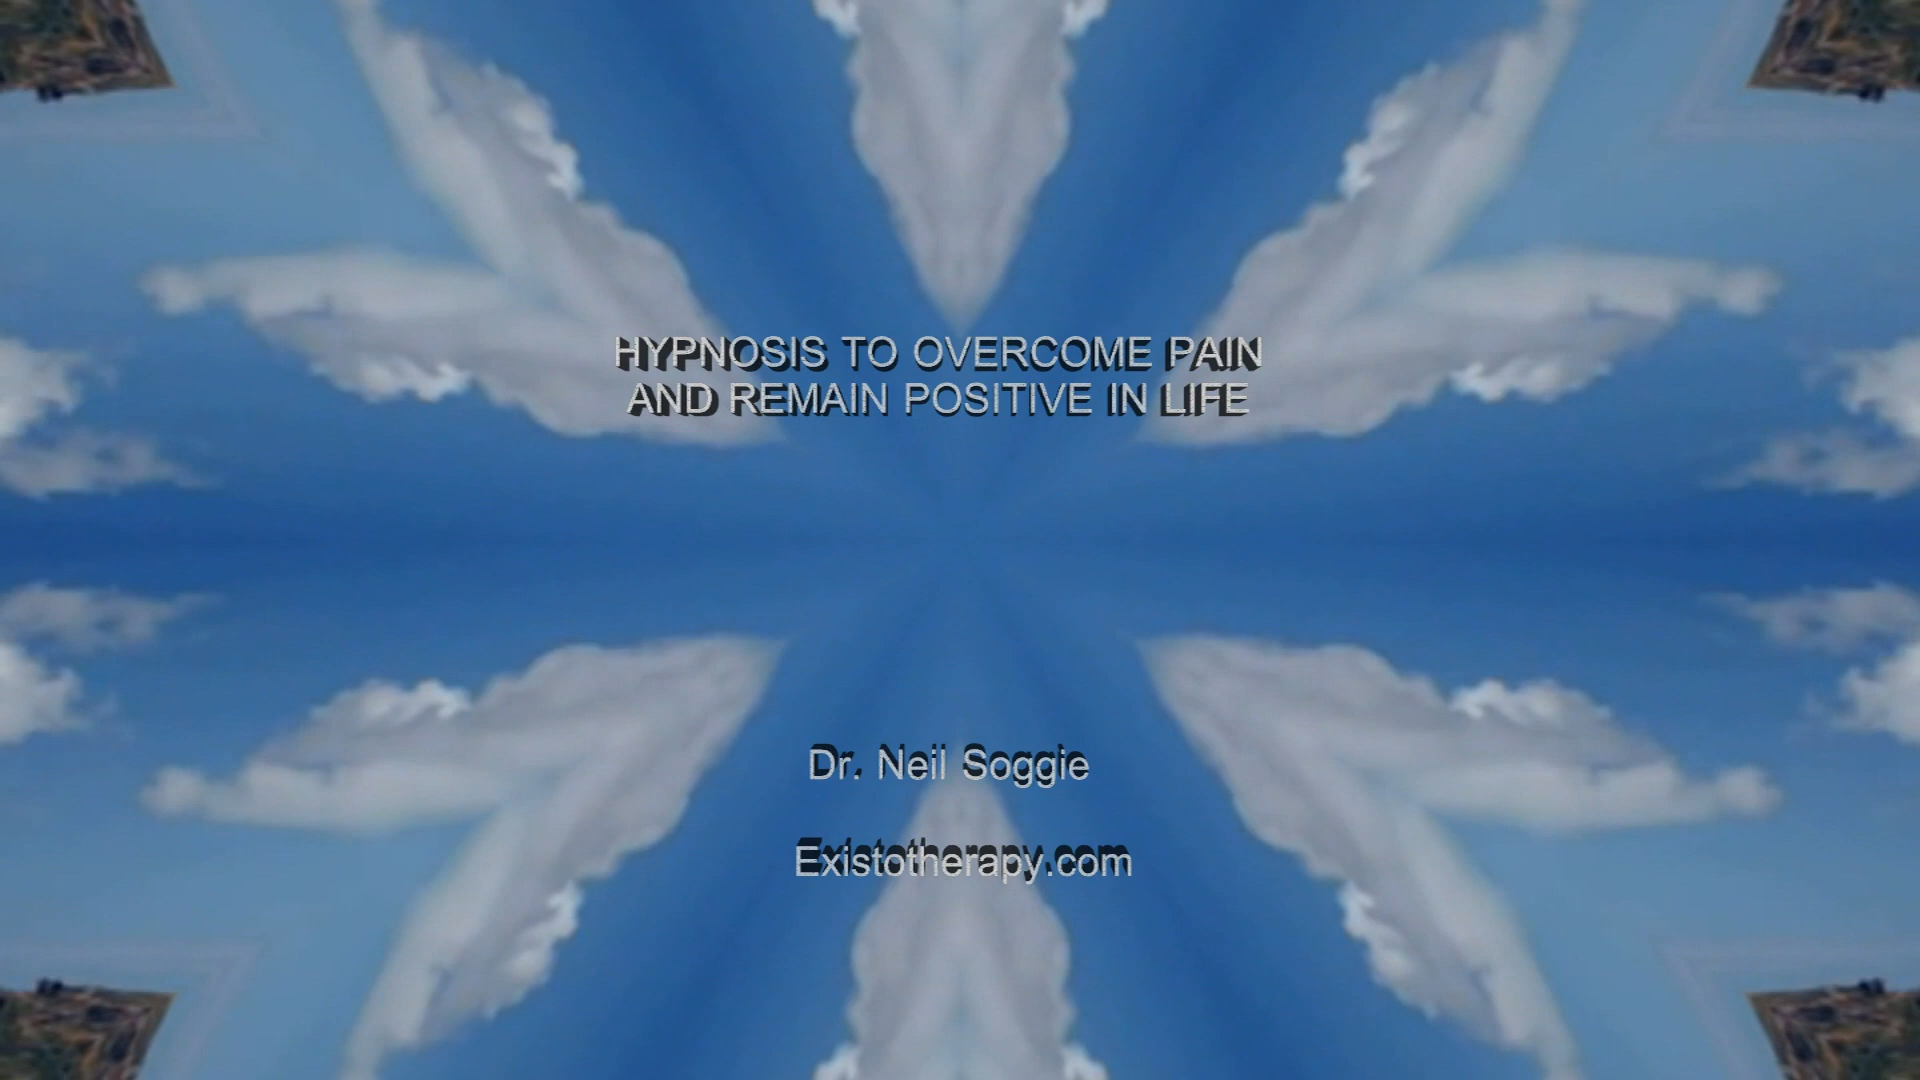 HYPNOSIS TO OVERCOME PAIN
AND REMAIN POSITIVE IN LIFE
Dr. Neil Soggie
Existotherapy.com